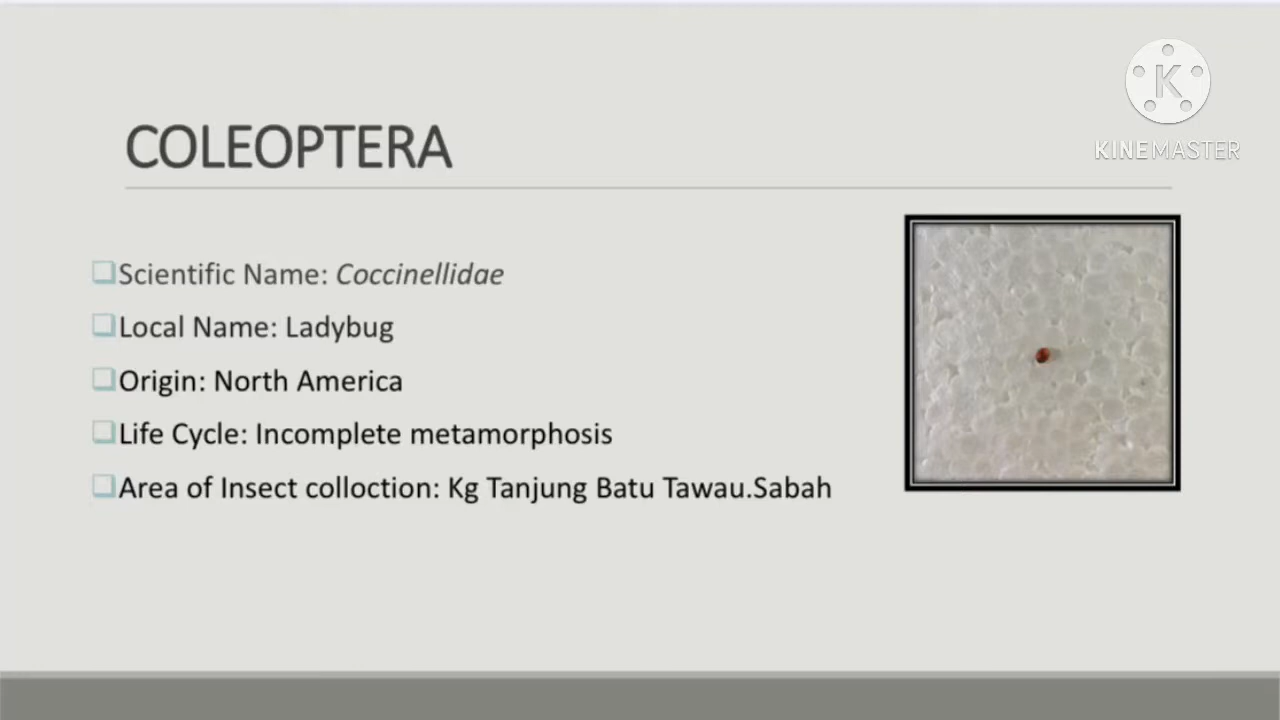 K
KINEMASTER
COLEOPTERA
Scientific Name: Coccinellidae
Local Name: Ladybug
Origin: North America
Life Cycle: Incomplete metamorphosis
Area of Insect colloction: Kg Tanjung Batu Tawau.Sabah